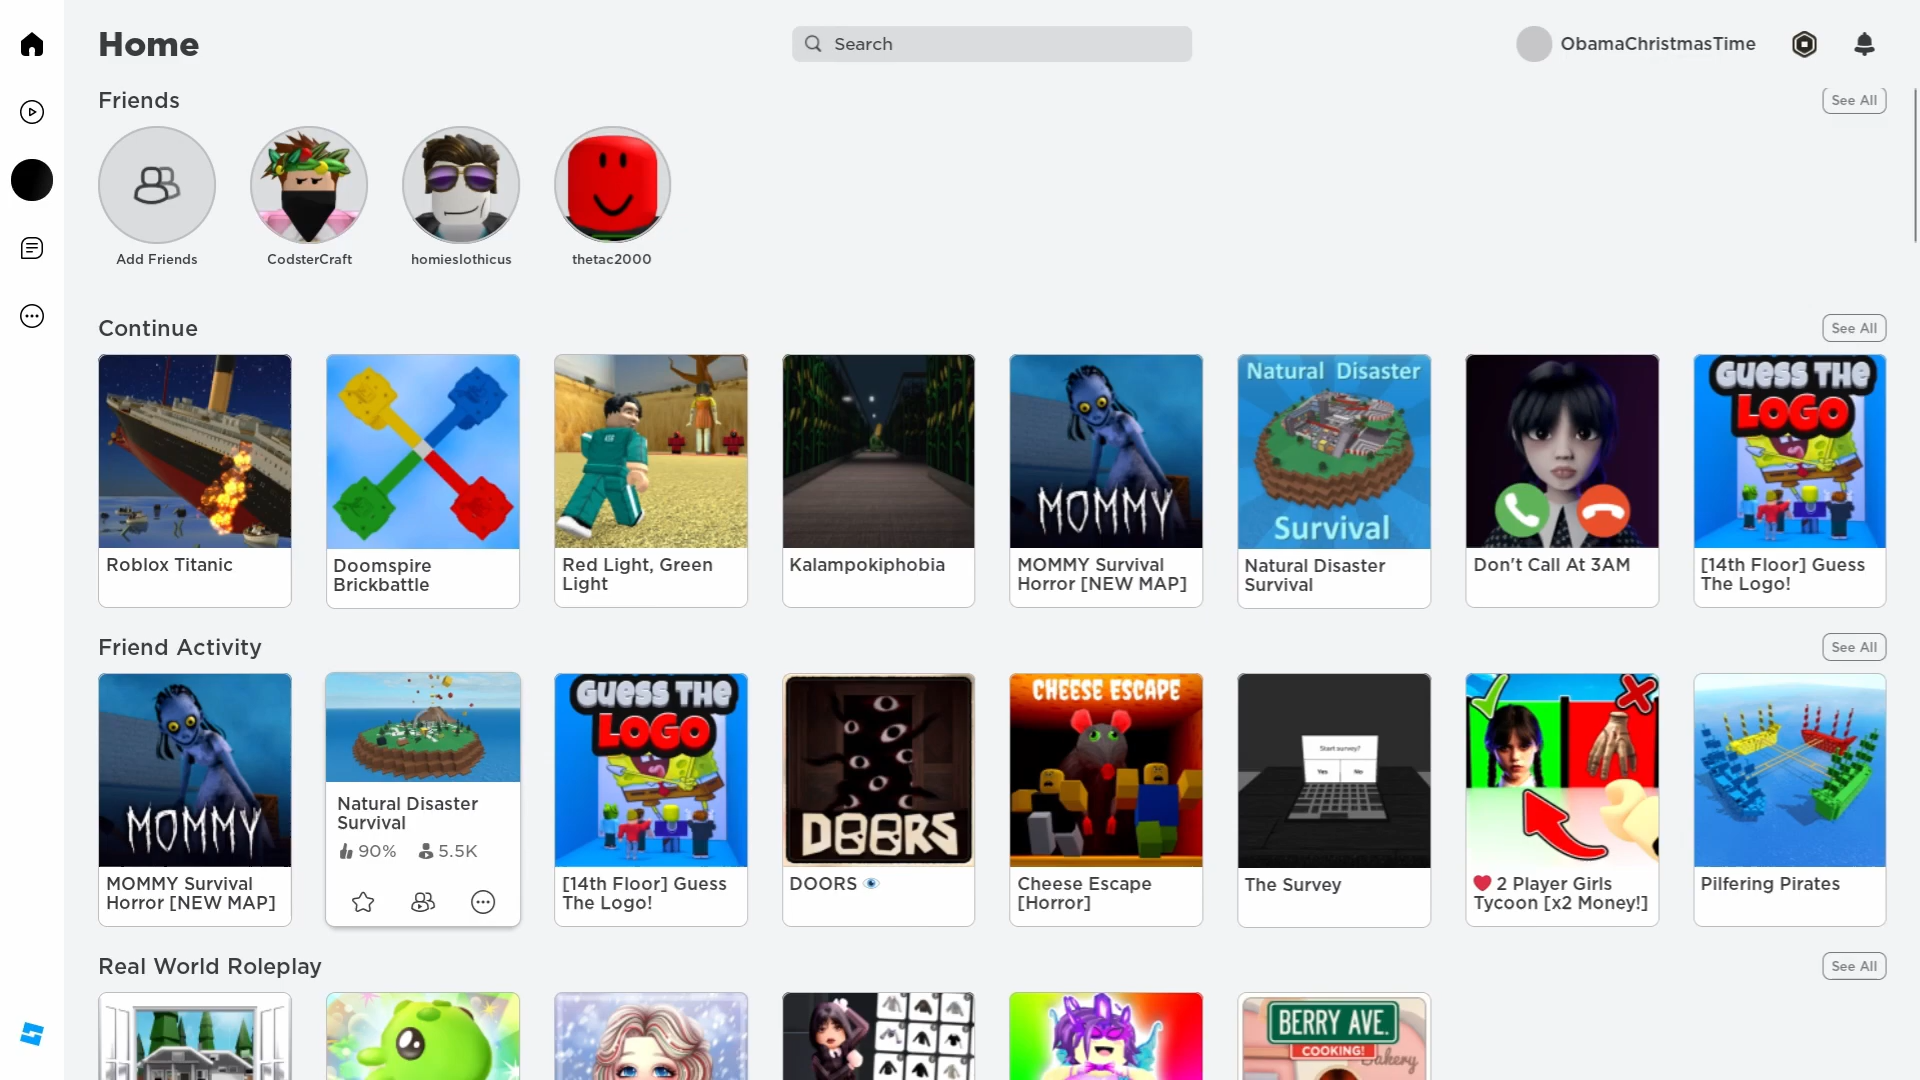 Home
Search
ObamaChristmasTime
Friends
See All
Add Friends
CodsterCraft
homieslothicus
thetac2000
Continue
See All
Natural Disaster
Survival
GUESS THE
LOGO
MOMMY
Roblox Titanic
Doomspire
Brickbattle
Red Light, Green
Light
Kalampokiphobia
MOMMY Survival
Horror [NEW MAP]
Natural Disaster
Survival
Don't Call At 3AM
[14th Floor] Guess
The Logo!
Friend Activity
See All
MOMMY
GUESS THE
LOGO
DOORS
CHEESE ESCAPE
Start survey?
Yes No
MOMMY Survival
Horror [NEW MAP]
Natural Disaster
Survival
90% 5.5K
[14th Floor] Guess
The Logo!
DOORS 👁
Cheese Escape
[Horror]
The Survey
❤ 2 Player Girls
Tycoon [x2 Money!]
Pilfering Pirates
Real World Roleplay
See All
BERRY AVE.
COOKING!
Bakery